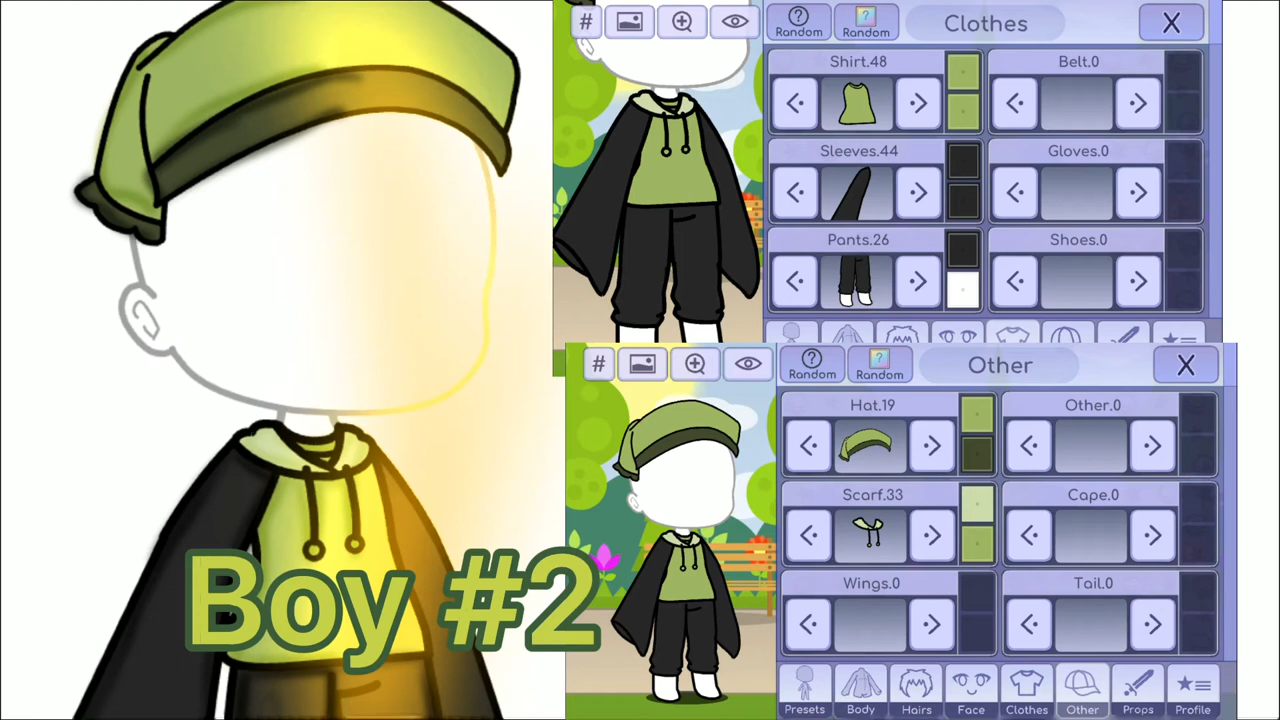 #
Random
Random
Clothes
X
Shirt.48
Belt.0
Sleeves.44
Gloves.0
Pants.26
Shoes.0
#
?
Random
?
Random
Other
X
Hat.19
Other.0
Scarf.33
Cape.0
Wings.0
Tail.0
Presets
Body
Hairs
Face
Clothes
Other
Props
Profile
Boy #2